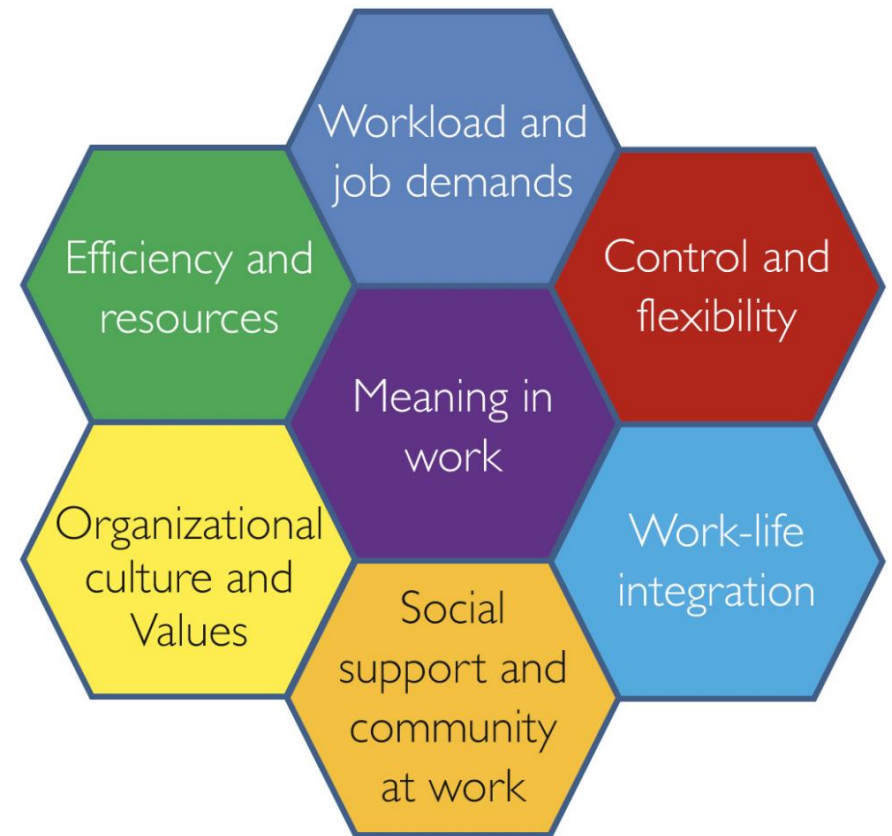 Workload and
job demands
Efficiency and
resources
Control and
flexibility
Meaning in
work
Organizational
culture and
Values
Work-life
integration
Social
support and
community
at work